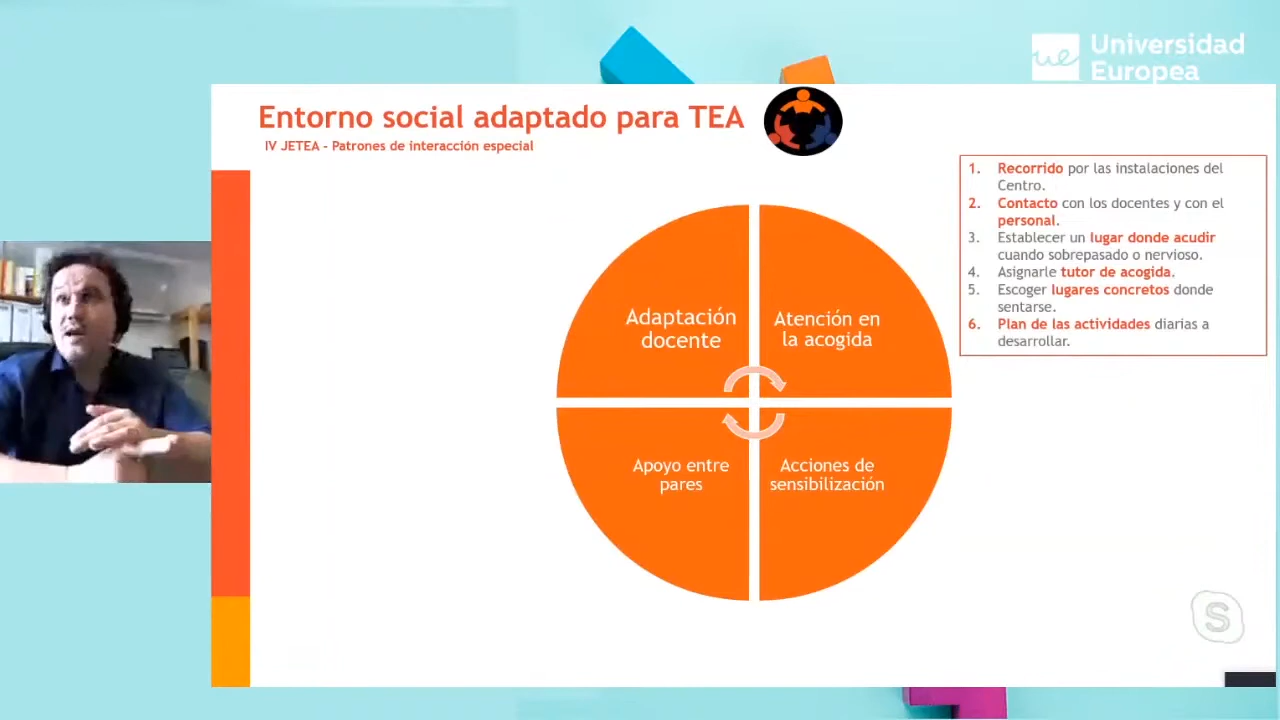 Universidad
Europea
Entorno social adaptado para TEA
IV JETEA - Patrones de interacción especial
1. Recorrido por las instalaciones del
Centro.
2. Contacto con los docentes y con el
personal.
3. Establecer un lugar donde acudir
cuando sobrepasado o nervioso.
4. Asignarle tutor de acogida.
5. Escoger lugares concretos donde
sentarse.
6. Plan de las actividades diarias a
desarrollar.
Adaptación
docente
Atención en
la acogida
Apoyo entre
pares
Acciones de
sensibilización